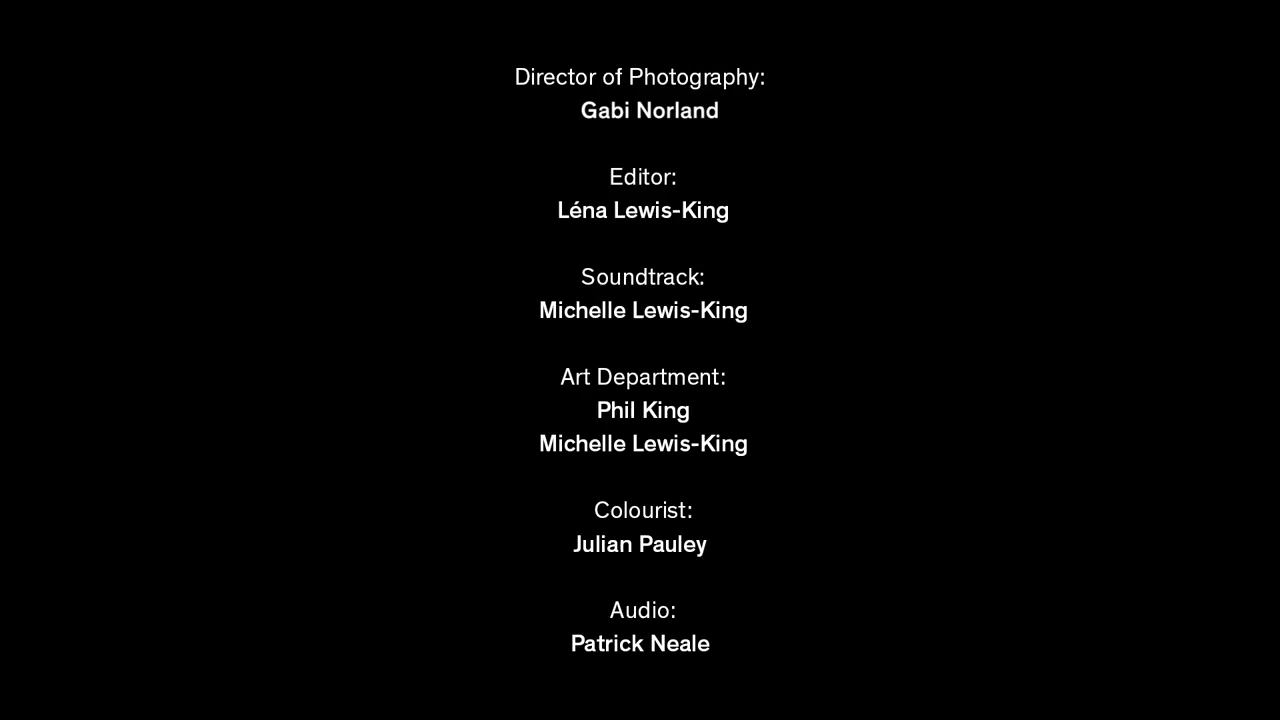 Director of Photography:
Gabi Norland
Editor:
Léna Lewis-King
Soundtrack:
Michelle Lewis-King
Art Department:
Phil King
Michelle Lewis-King
Colourist:
Julian Pauley
Audio:
Patrick Neale